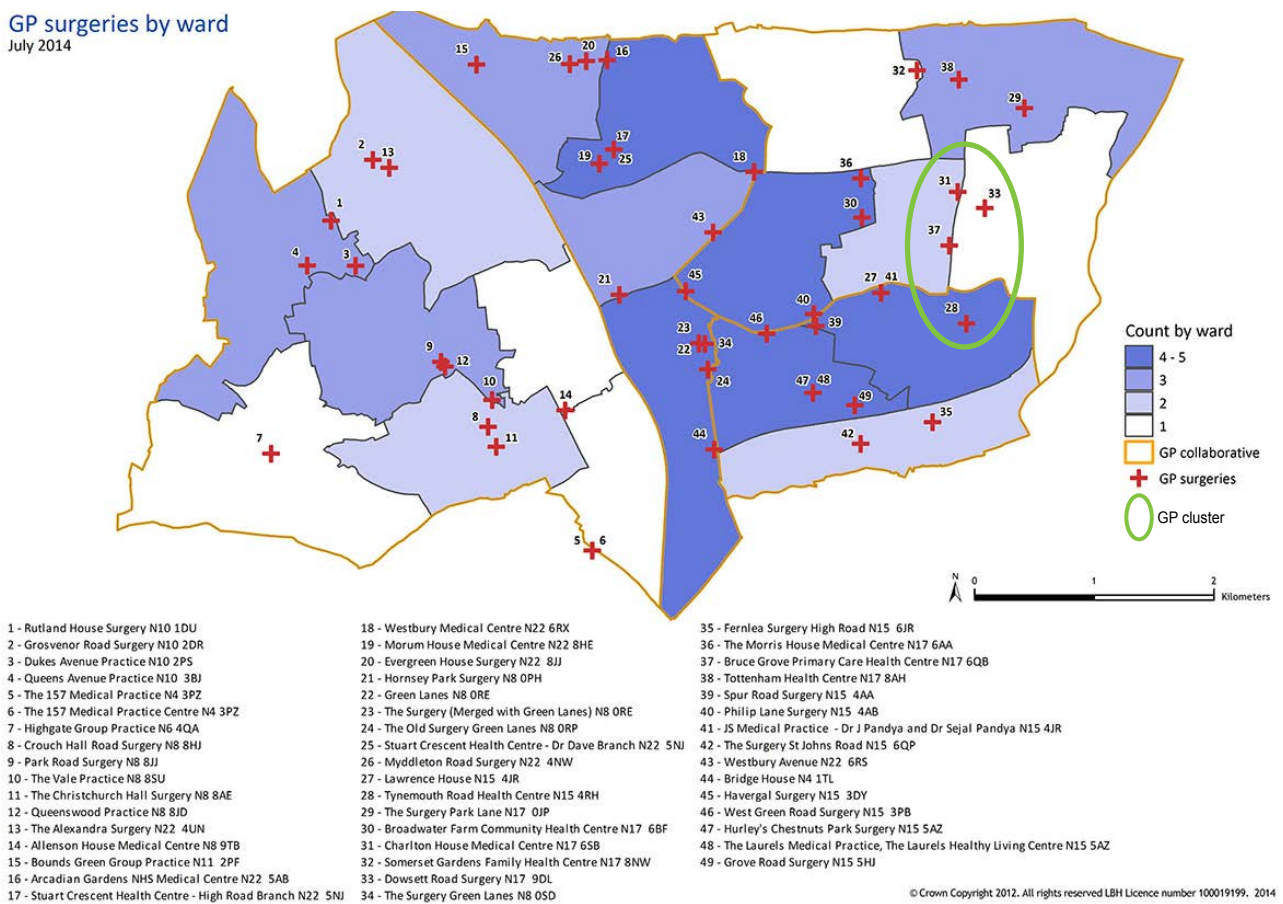 GP surgeries by ward
July 2014
15
26
20
16
32
38
29
2
13
17
19
25
18
36
31
33
1
30
43
37
4
3
21
45
27
41
40
28
46
39
23
34
22
9
12
24
47
48
10
14
49
8
35
7
11
44
42
5
6
Count by ward
4 - 5
3
2
1
GP collaborative
GP surgeries
GP cluster
N
0 1 2
Kilometers
1 - Rutland House Surgery N10 1DU
2 - Grosvenor Road Surgery N10 2DR
3 - Dukes Avenue Practice N10 2PS
4 - Queens Avenue Practice N10 3BJ
5 - The 157 Medical Practice N4 3PZ
6 - The 157 Medical Practice Centre N4 3PZ
7 - Highgate Group Practice N6 4QA
8 - Crouch Hall Road Surgery N8 8HJ
9 - Park Road Surgery N8 8JJ
10 - The Vale Practice N8 8SU
11 - The Christchurch Hall Surgery N8 8AE
12 - Queenswood Practice N8 8JD
13 - The Alexandra Surgery N22 4UN
14 - Allenson House Medical Centre N8 9TB
15 - Bounds Green Group Practice N11 2PF
16 - Arcadian Gardens NHS Medical Centre N22 5AB
17 - Stuart Crescent Health Centre - High Road Branch N22 5NJ
18 - Westbury Medical Centre N22 6RX
19 - Morum House Medical Centre N22 8HE
20 - Evergreen House Surgery N22 8JJ
21 - Hornsey Park Surgery N8 0PH
22 - Green Lanes N8 0RE
23 - The Surgery (Merged with Green Lanes) N8 0RE
24 - The Old Surgery Green Lanes N8 0RP
25 - Stuart Crescent Health Centre - Dr Dave Branch N22 5NJ
26 - Myddleton Road Surgery N22 4NW
27 - Lawrence House N15 4JR
28 - Tynemouth Road Health Centre N15 4RH
29 - The Surgery Park Lane N17 0JP
30 - Broadwater Farm Community Health Centre N17 6BF
31 - Charlton House Medical Centre N17 6SB
32 - Somerset Gardens Family Health Centre N17 8NW
33 - Dowsett Road Surgery N17 9DL
34 - The Surgery Green Lanes N8 0SD
35 - Fernlea Surgery High Road N15 6JR
36 - The Morris House Medical Centre N17 6AA
37 - Bruce Grove Primary Care Health Centre N17 6QB
38 - Tottenham Health Centre N17 8AH
39 - Spur Road Surgery N15 4AA
40 - Philip Lane Surgery N15 4AB
41 - JS Medical Practice - Dr J Pandya and Dr Sejal Pandya N15 4JR
42 - The Surgery St Johns Road N15 6QP
43 - Westbury Avenue N22 6RS
44 - Bridge House N4 1TL
45 - Havergal Surgery N15 3DY
46 - West Green Road Surgery N15 3PB
47 - Hurley's Chestnuts Park Surgery N15 5AZ
48 - The Laurels Medical Practice, The Laurels Healthy Living Centre N15 5AZ
49 - Grove Road Surgery N15 5HJ
© Crown Copyright 2012. All rights reserved LBH Licence number 100019199. 2014